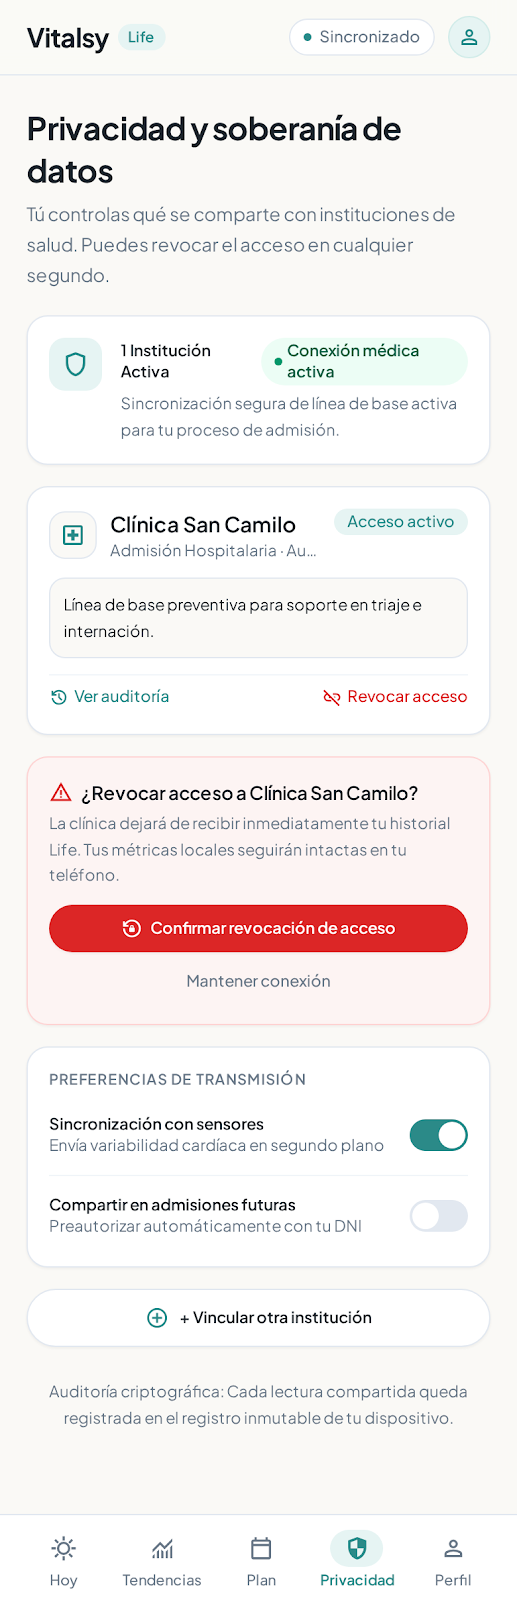 Vitalsy
Life
Sincronizado
Privacidad y soberanía de
datos
Tú controlas qué se comparte con instituciones de
salud. Puedes revocar el acceso en cualquier
segundo.
1 Institución
Activa
Conexión médica
activa
Sincronización segura de línea de base activa
para tu proceso de admisión.
Clínica San Camilo
Acceso activo
Admisión Hospitalaria · Au...
Línea de base preventiva para soporte en triaje e
internación.
Ver auditoría
Revocar acceso
¿Revocar acceso a Clínica San Camilo?
La clínica dejará de recibir inmediatamente tu historial
Life. Tus métricas locales seguirán intactas en tu
teléfono.
Confirmar revocación de acceso
Mantener conexión
PREFERENCIAS DE TRANSMISIÓN
Sincronización con sensores
Envía variabilidad cardíaca en segundo plano
Compartir en admisiones futuras
Preautorizar automáticamente con tu DNI
+ Vincular otra institución
Auditoría criptográfica: Cada lectura compartida queda
registrada en el registro inmutable de tu dispositivo.
Hoy
Tendencias
Plan
Privacidad
Perfil